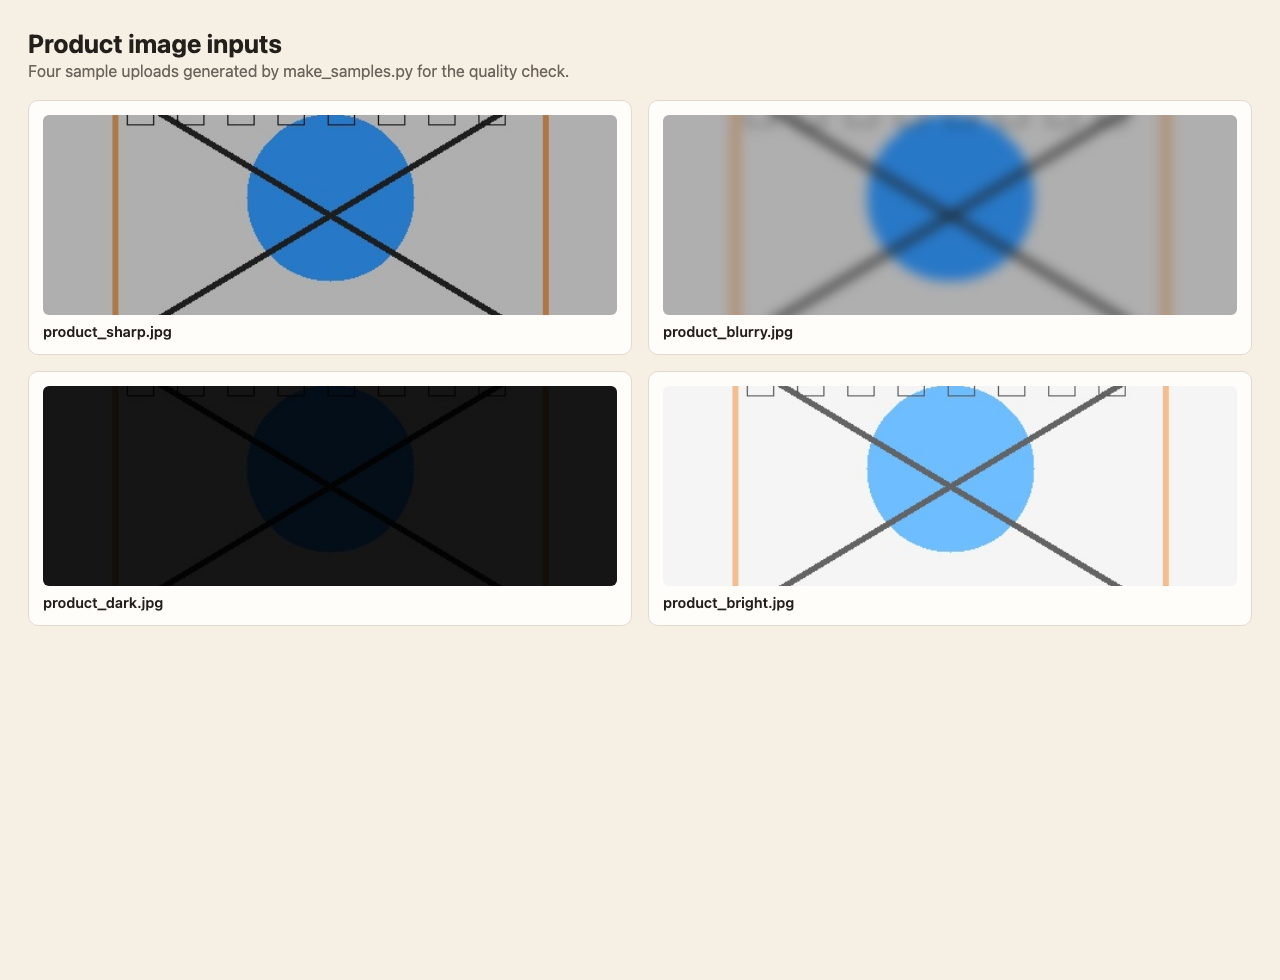 Product image inputs
Four sample uploads generated by make_samples.py for the quality check.
product_sharp.jpg
product_blurry.jpg
product_dark.jpg
product_bright.jpg